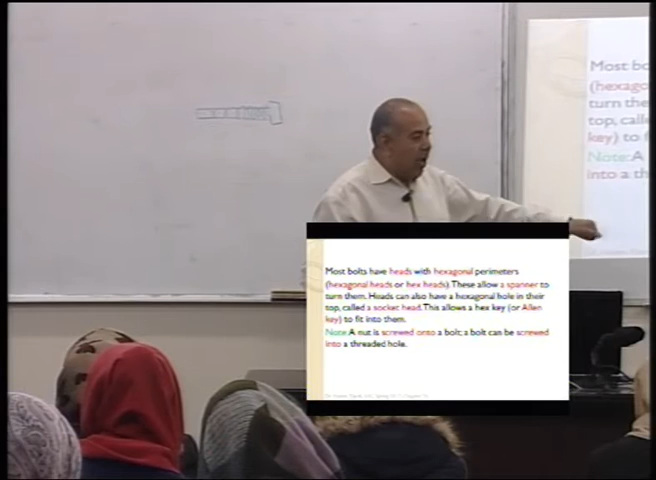 Most bo
(hexago
turn the
top, calle
key) to f
Note: A
into a th
Most bolts have heads with hexagonal perimeters
(hexagonal heads or hex heads). These allow a spanner to
turn them. Heads can also have a hexagonal hole in their
top, called a socket head. This allows a hex key (or Allen
key) to fit into them.
Note: A nut is screwed onto a bolt; a bolt can be screwed
into a threaded hole.